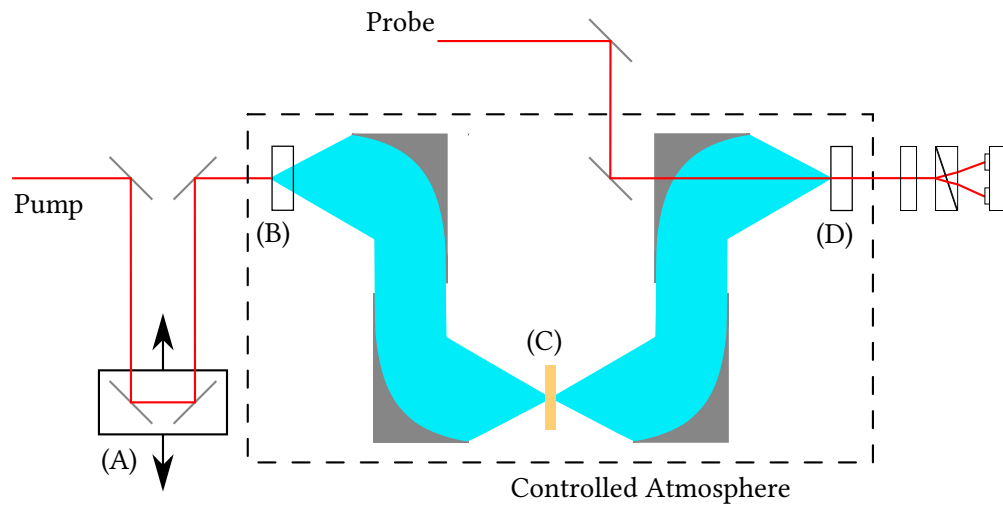 Probe
Pump
(B)
(D)
(C)
(A)
Controlled Atmosphere